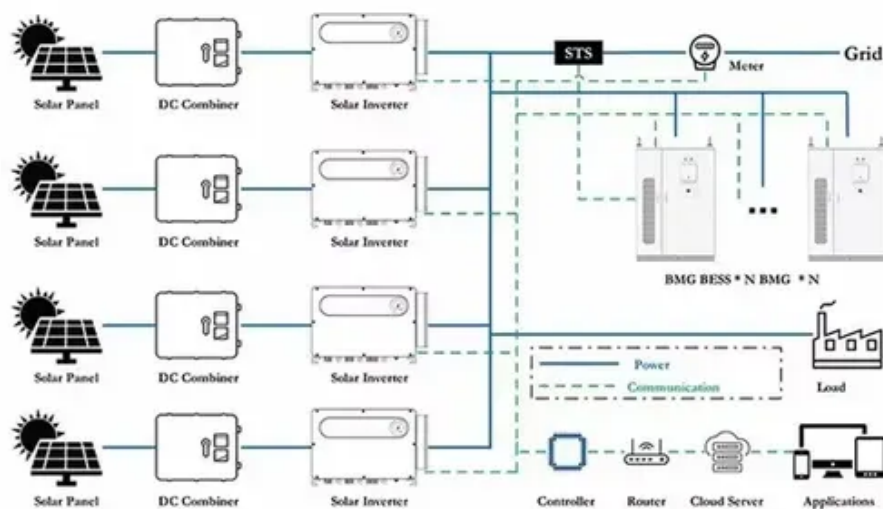 STS
Meter
Grid
Solar Panel
DC Combiner
Solar Inverter
Solar Panel
DC Combiner
Solar Inverter
BMG BESS * N BMG * N
Solar Panel
DC Combiner
Solar Inverter
Power
Communication
Load
Solar Panel
DC Combiner
Solar Inverter
Controller
Router
Cloud Server
Applications